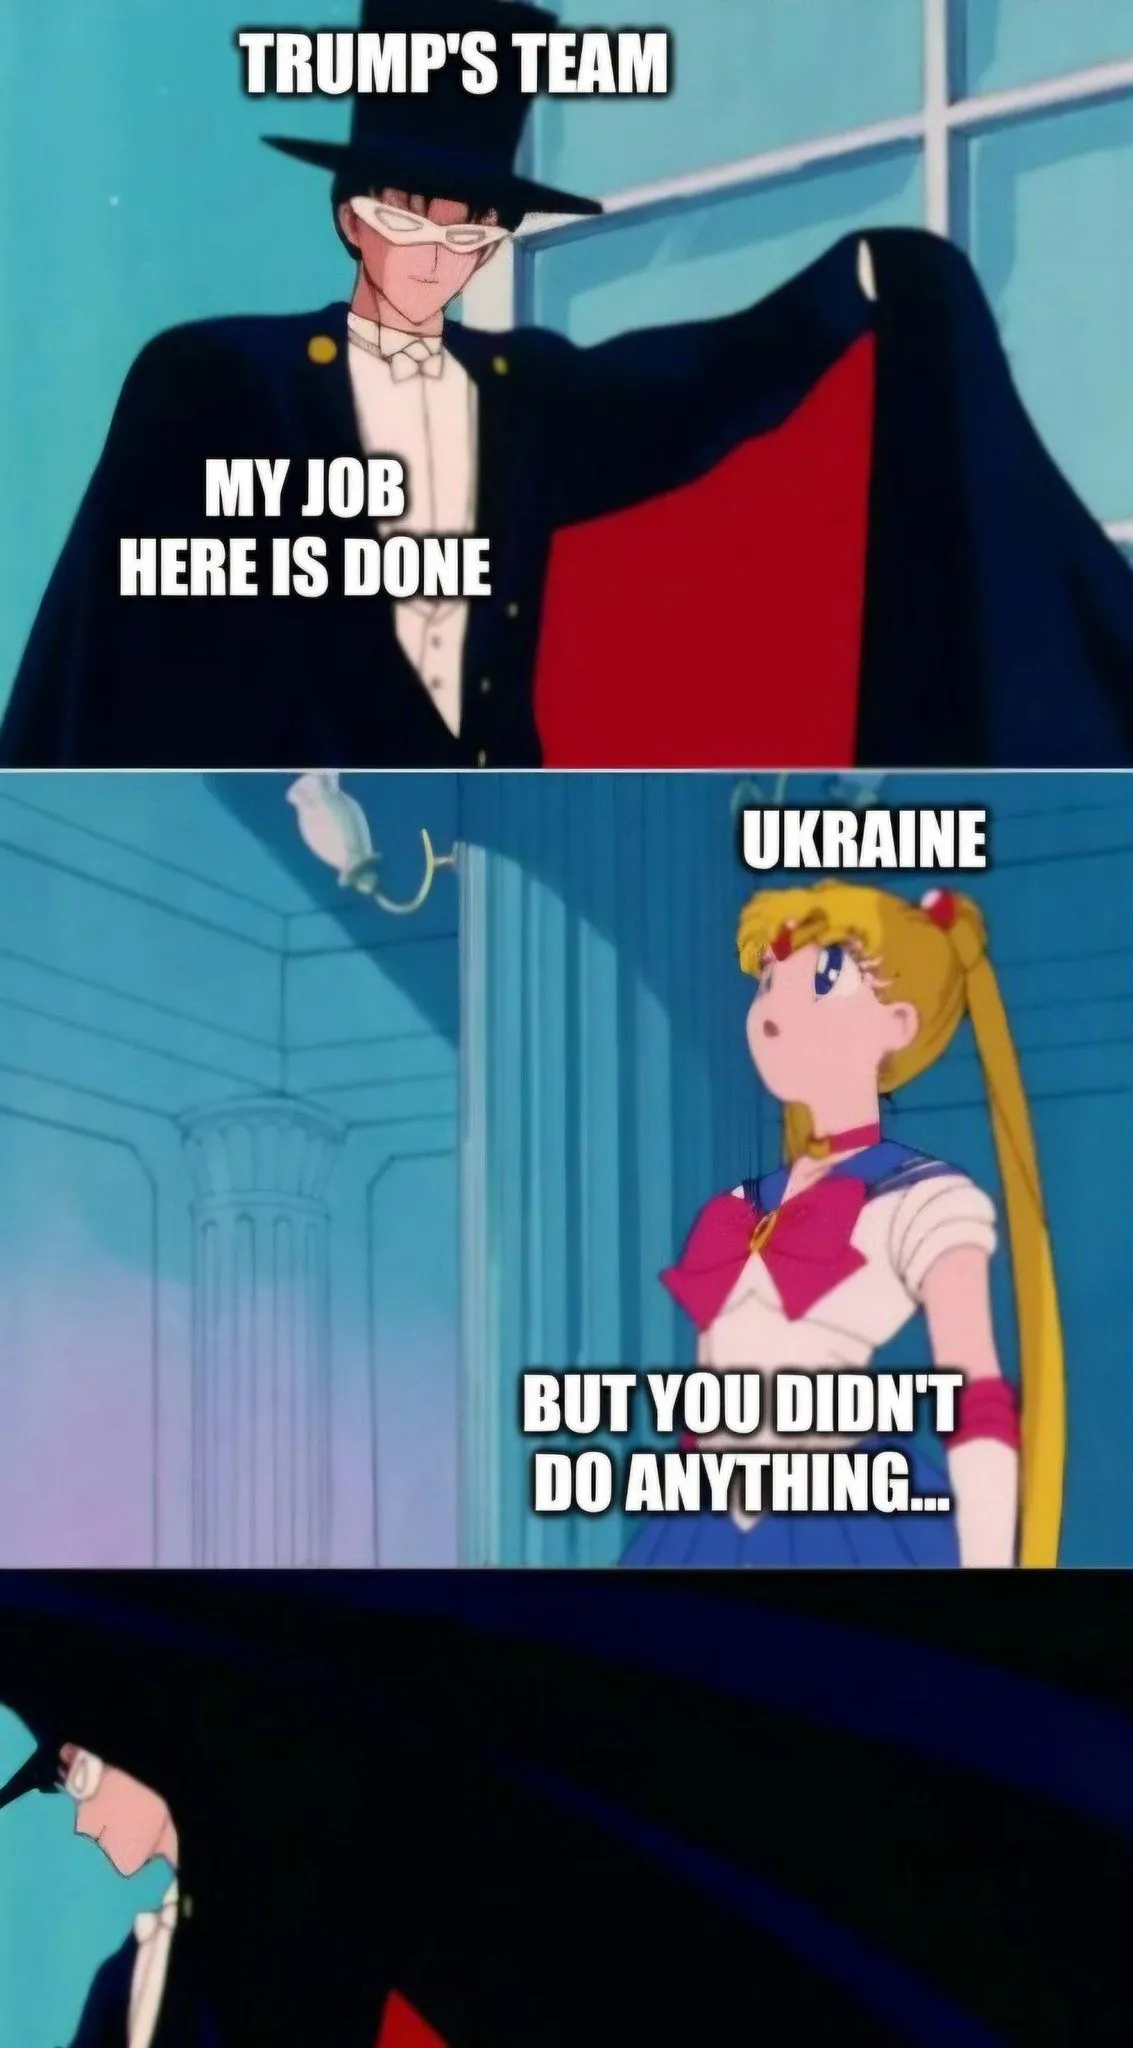 TRUMP'S TEAM
MY JOB
HERE IS DONE
UKRAINE
BUT YOU DIDN'T
DO ANYTHING...